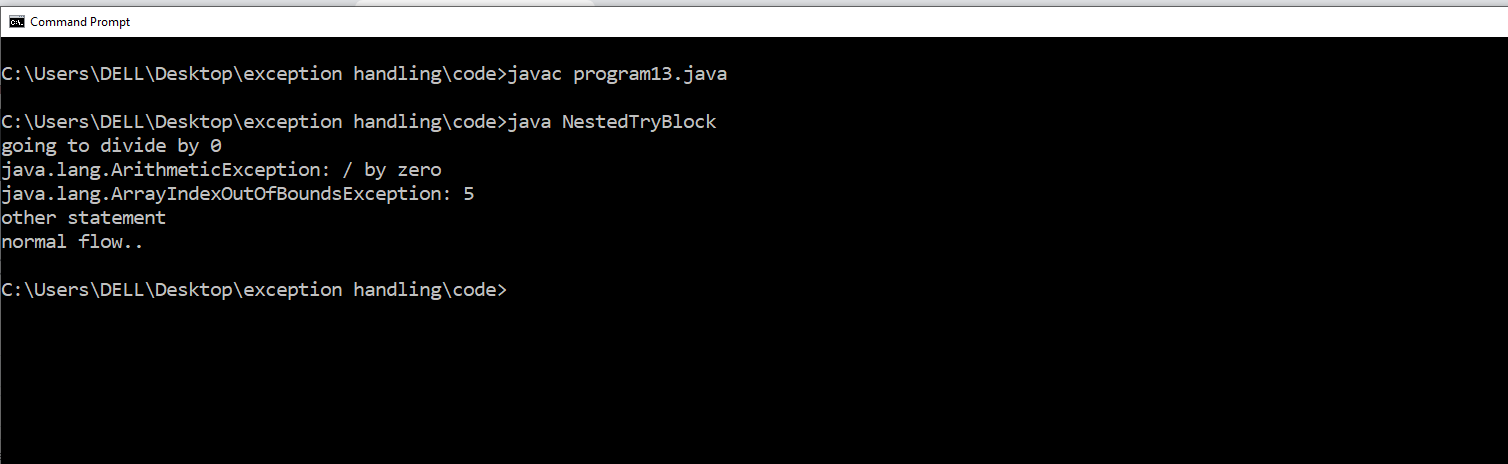 Command Prompt
C:\Users\DELL\Desktop\exception handling\code>javac program13.java
C:\Users\DELL\Desktop\exception handling\code>java NestedTryBlock
going to divide by 0
java.lang.ArithmeticException: / by zero
java.lang.ArrayIndexOutOfBoundsException: 5
other statement
normal flow..
C:\Users\DELL\Desktop\exception handling\code>